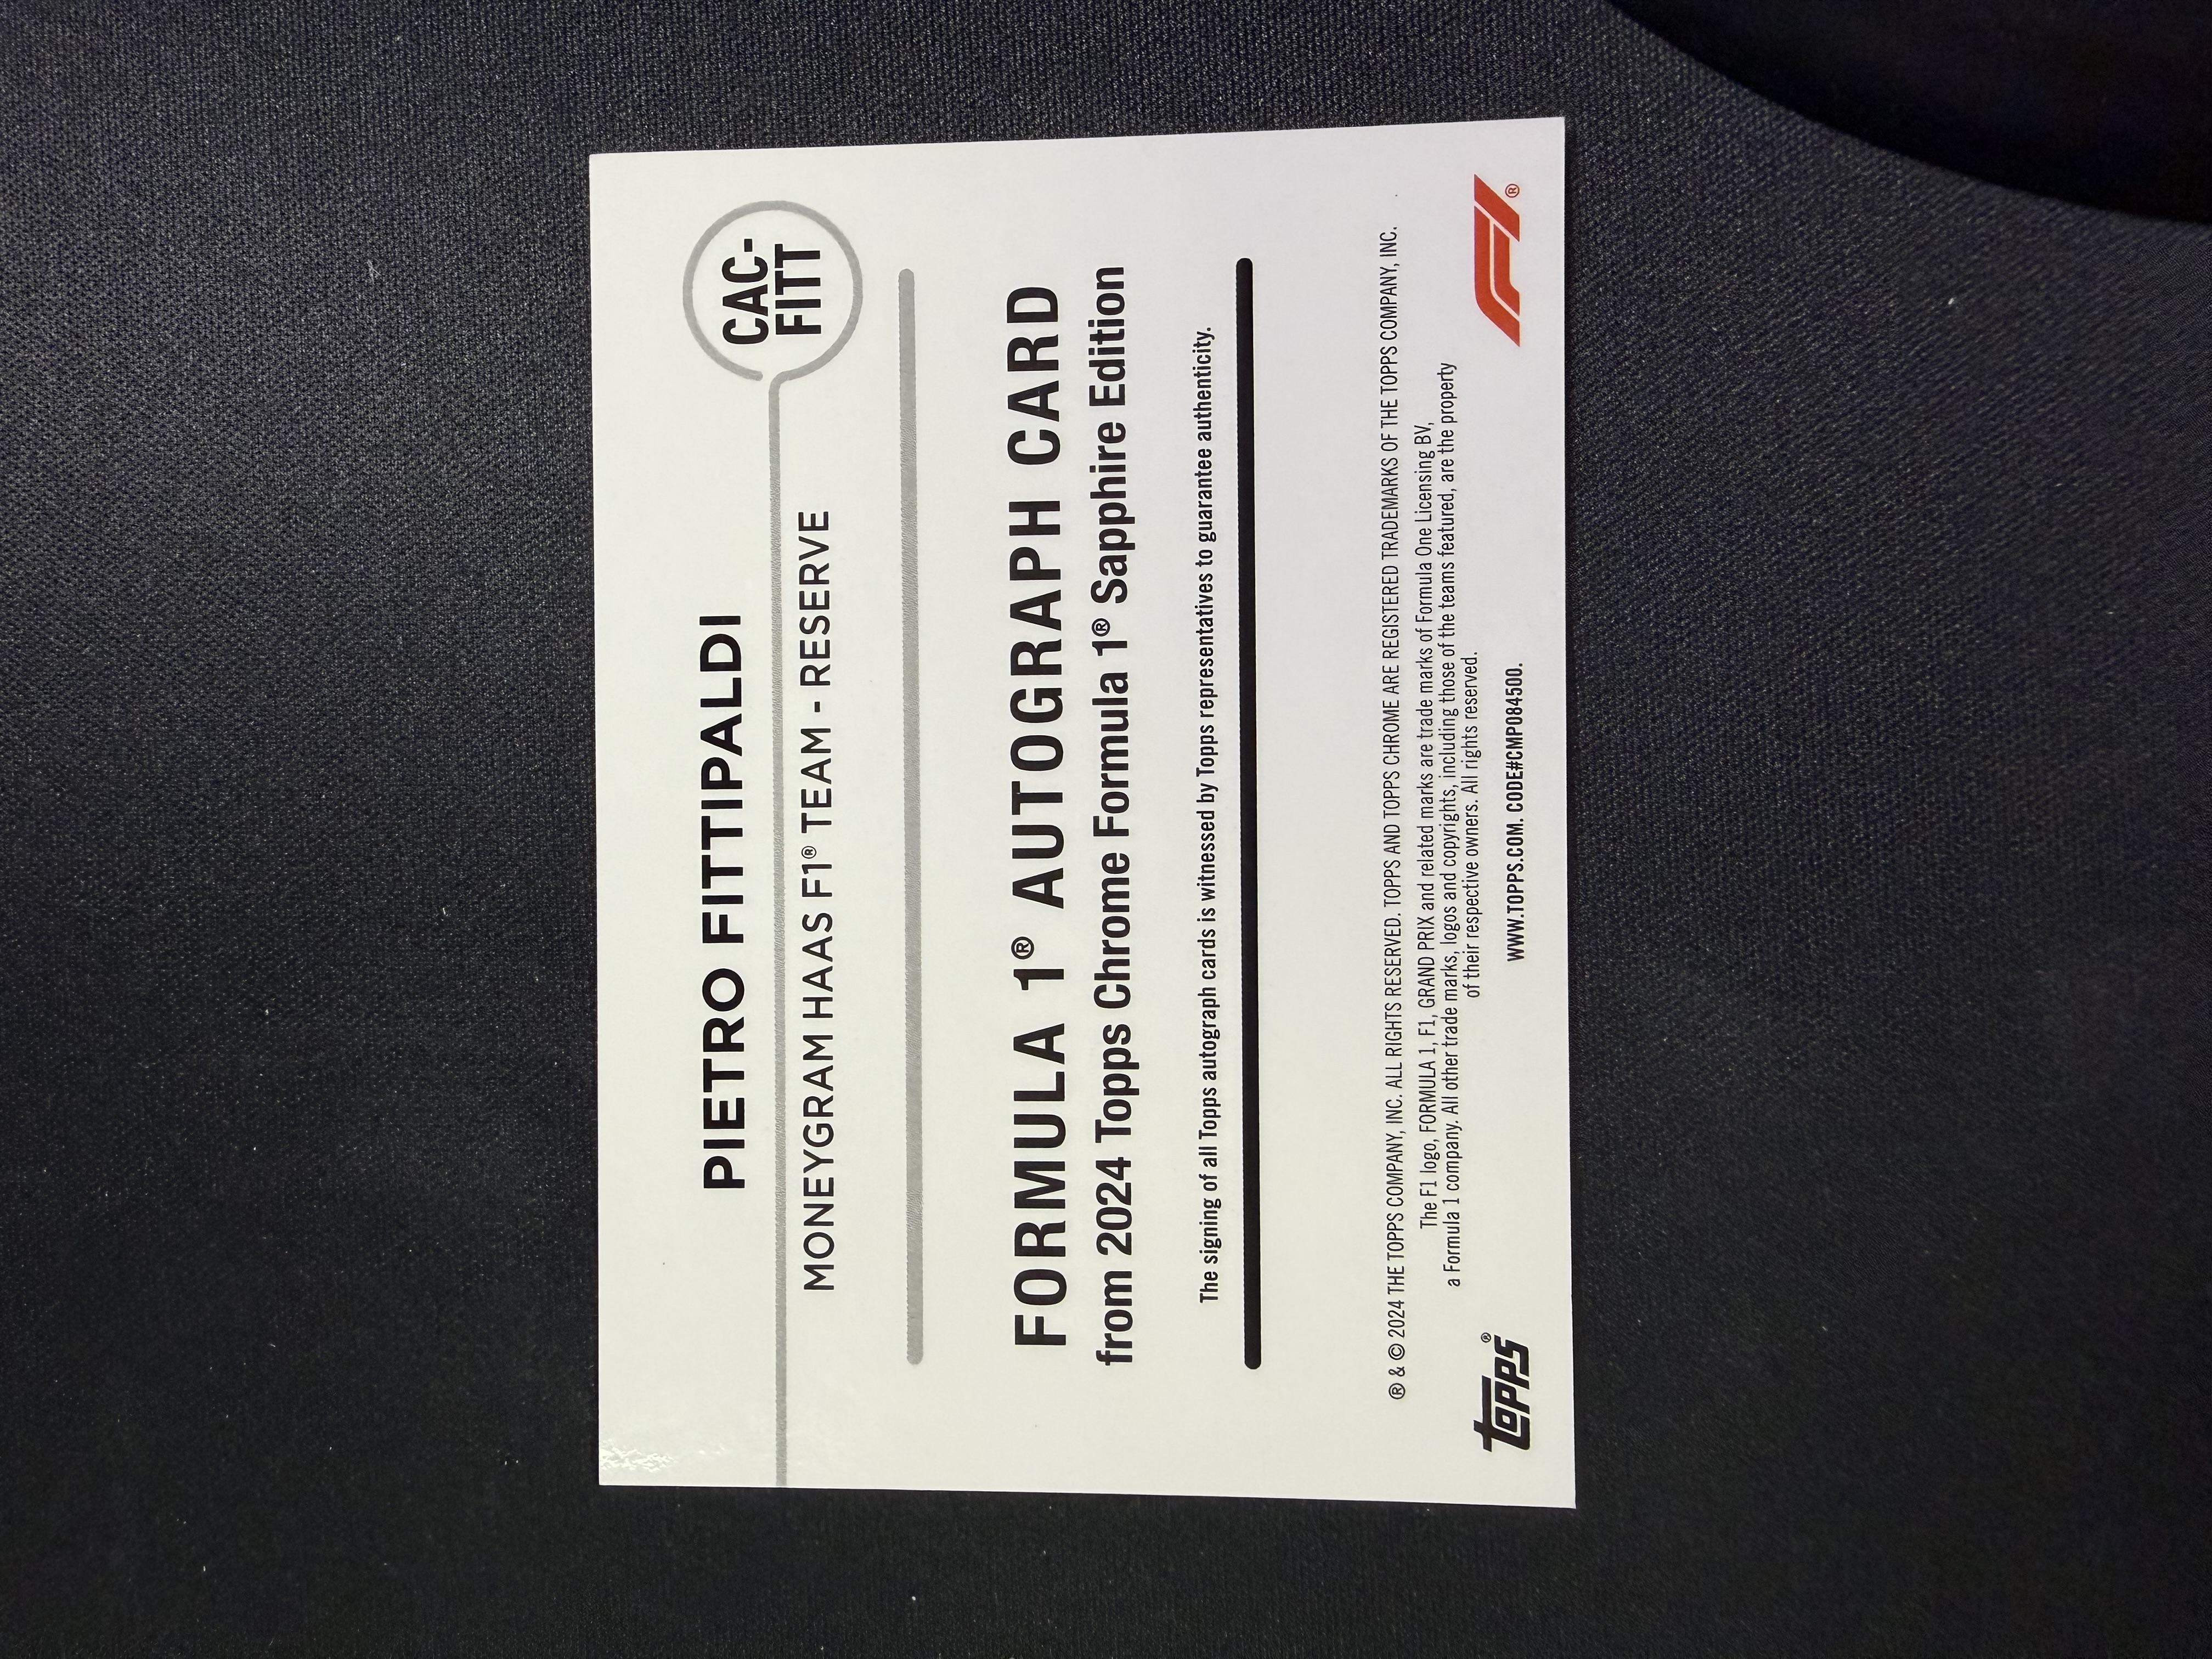 PIETRO FITTIPALDI
CAC-
FITT
MONEYGRAM HAAS F1® TEAM - RESERVE
FORMULA 1® AUTOGRAPH CARD
from 2024 Topps Chrome Formula 1® Sapphire Edition
The signing of all Topps autograph cards is witnessed by Topps representatives to guarantee authenticity.
® & © 2024 THE TOPPS COMPANY, INC. ALL RIGHTS RESERVED. TOPPS AND TOPPS CHROME ARE REGISTERED TRADEMARKS OF THE TOPPS COMPANY, INC.
The F1 logo, FORMULA 1, F1, GRAND PRIX and related marks are trade marks of Formula One Licensing BV,
a Formula 1 company. All other trade marks, logos and copyrights, including those of the teams featured, are the property
of their respective owners. All rights reserved.
topps®
WWW.TOPPS.COM. CODE#CMP084500.
F1®